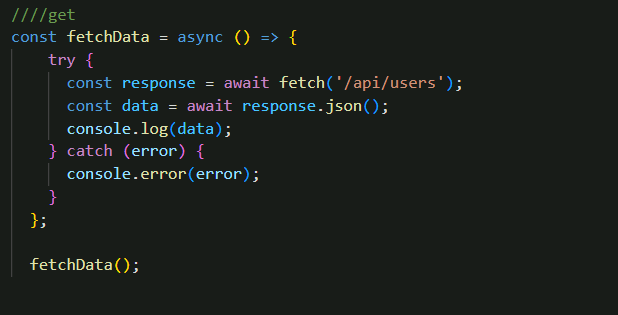 ////get
const fetchData = async () => {
try {
const response = await fetch('/api/users');
const data = await response.json();
console.log(data);
} catch (error) {
console.error(error);
}
};
fetchData();